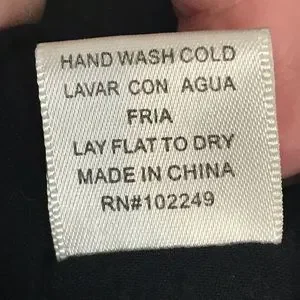 HAND WASH COLD
LAVAR CON AGUA
FRIA
LAY FLAT TO DRY
MADE IN CHINA
RN#102249